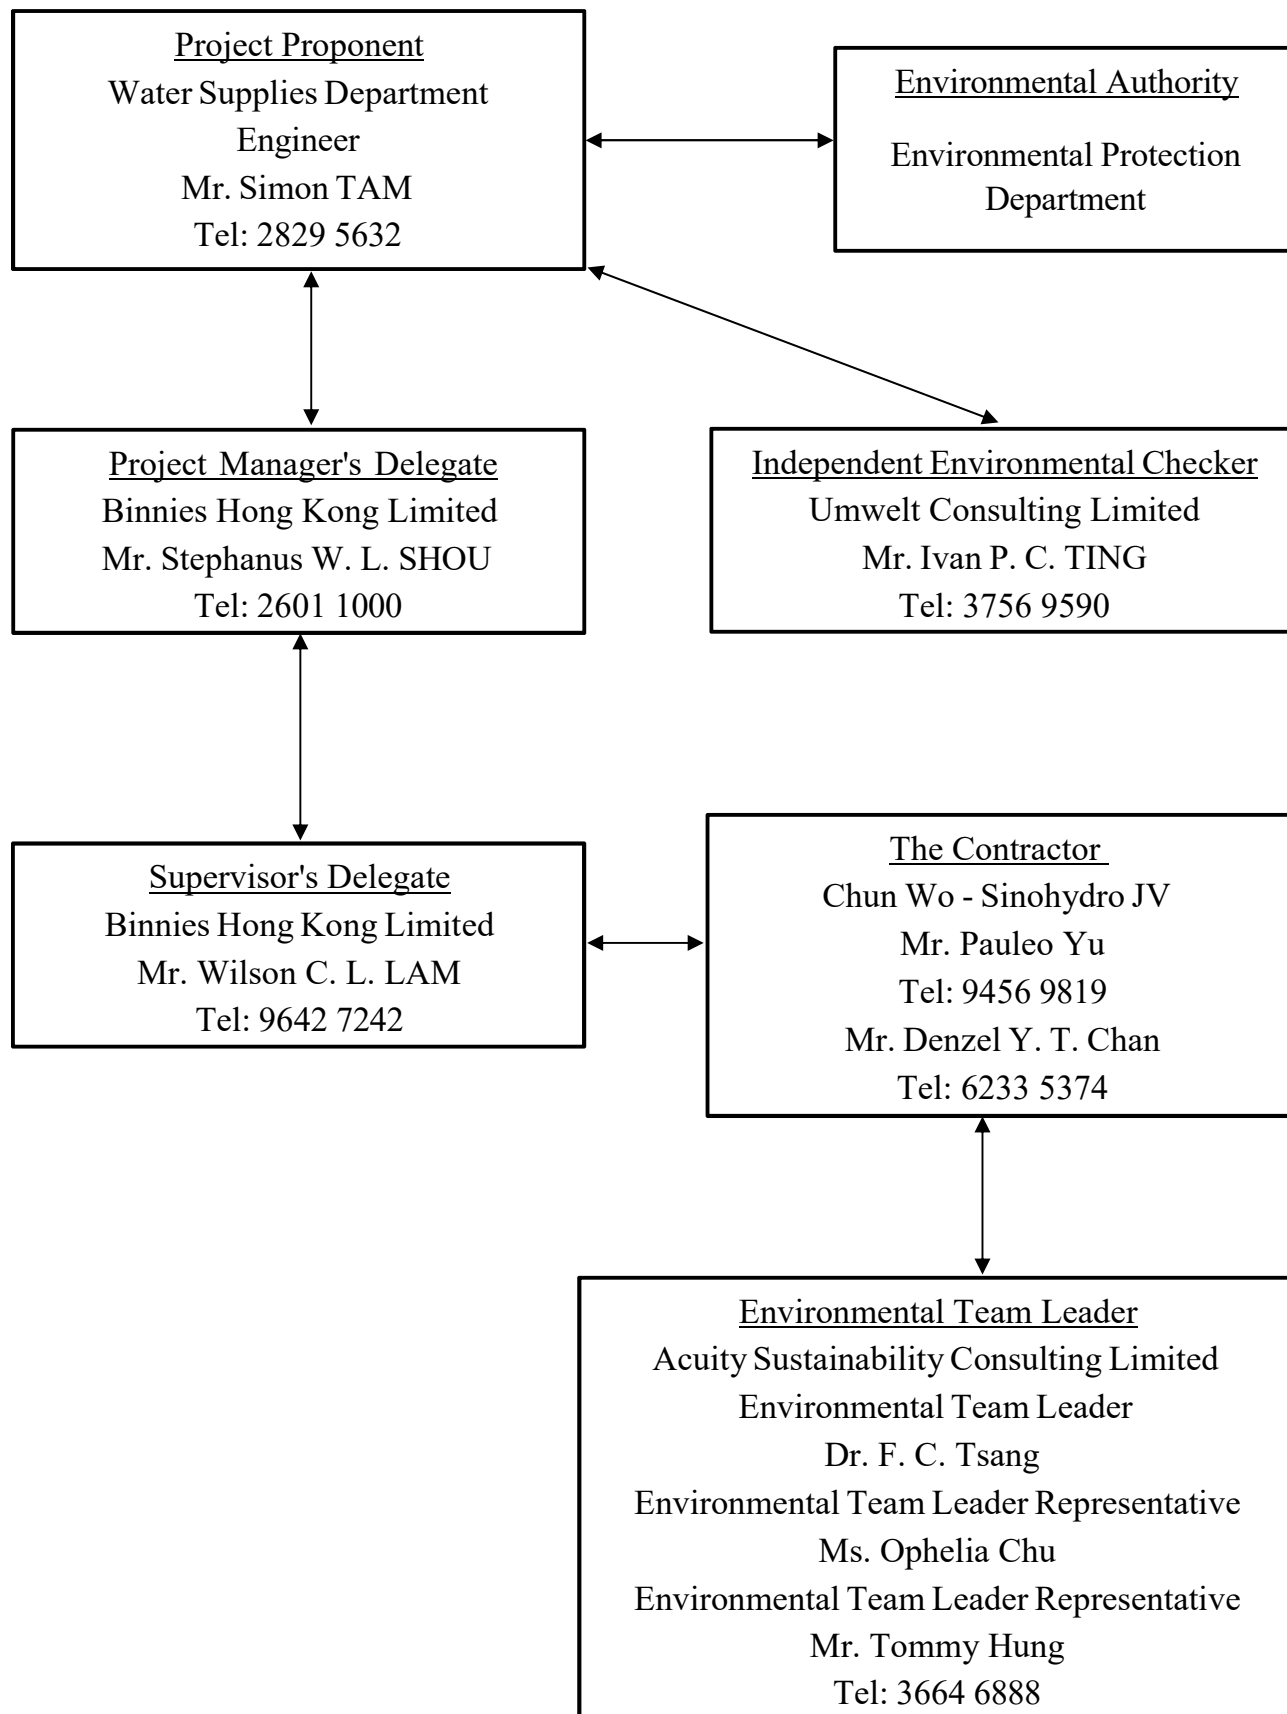 Project Proponent
Water Supplies Department
Engineer
Mr. Simon TAM
Tel: 2829 5632
Environmental Authority
Environmental Protection
Department
Project Manager's Delegate
Binnies Hong Kong Limited
Mr. Stephanus W. L. SHOU
Tel: 2601 1000
Independent Environmental Checker
Umwelt Consulting Limited
Mr. Ivan P. C. TING
Tel: 3756 9590
Supervisor's Delegate
Binnies Hong Kong Limited
Mr. Wilson C. L. LAM
Tel: 9642 7242
The Contractor
Chun Wo - Sinohydro JV
Mr. Pauleo Yu
Tel: 9456 9819
Mr. Denzel Y. T. Chan
Tel: 6233 5374
Environmental Team Leader
Acuity Sustainability Consulting Limited
Environmental Team Leader
Dr. F. C. Tsang
Environmental Team Leader Representative
Ms. Ophelia Chu
Environmental Team Leader Representative
Mr. Tommy Hung
Tel: 3664 6888